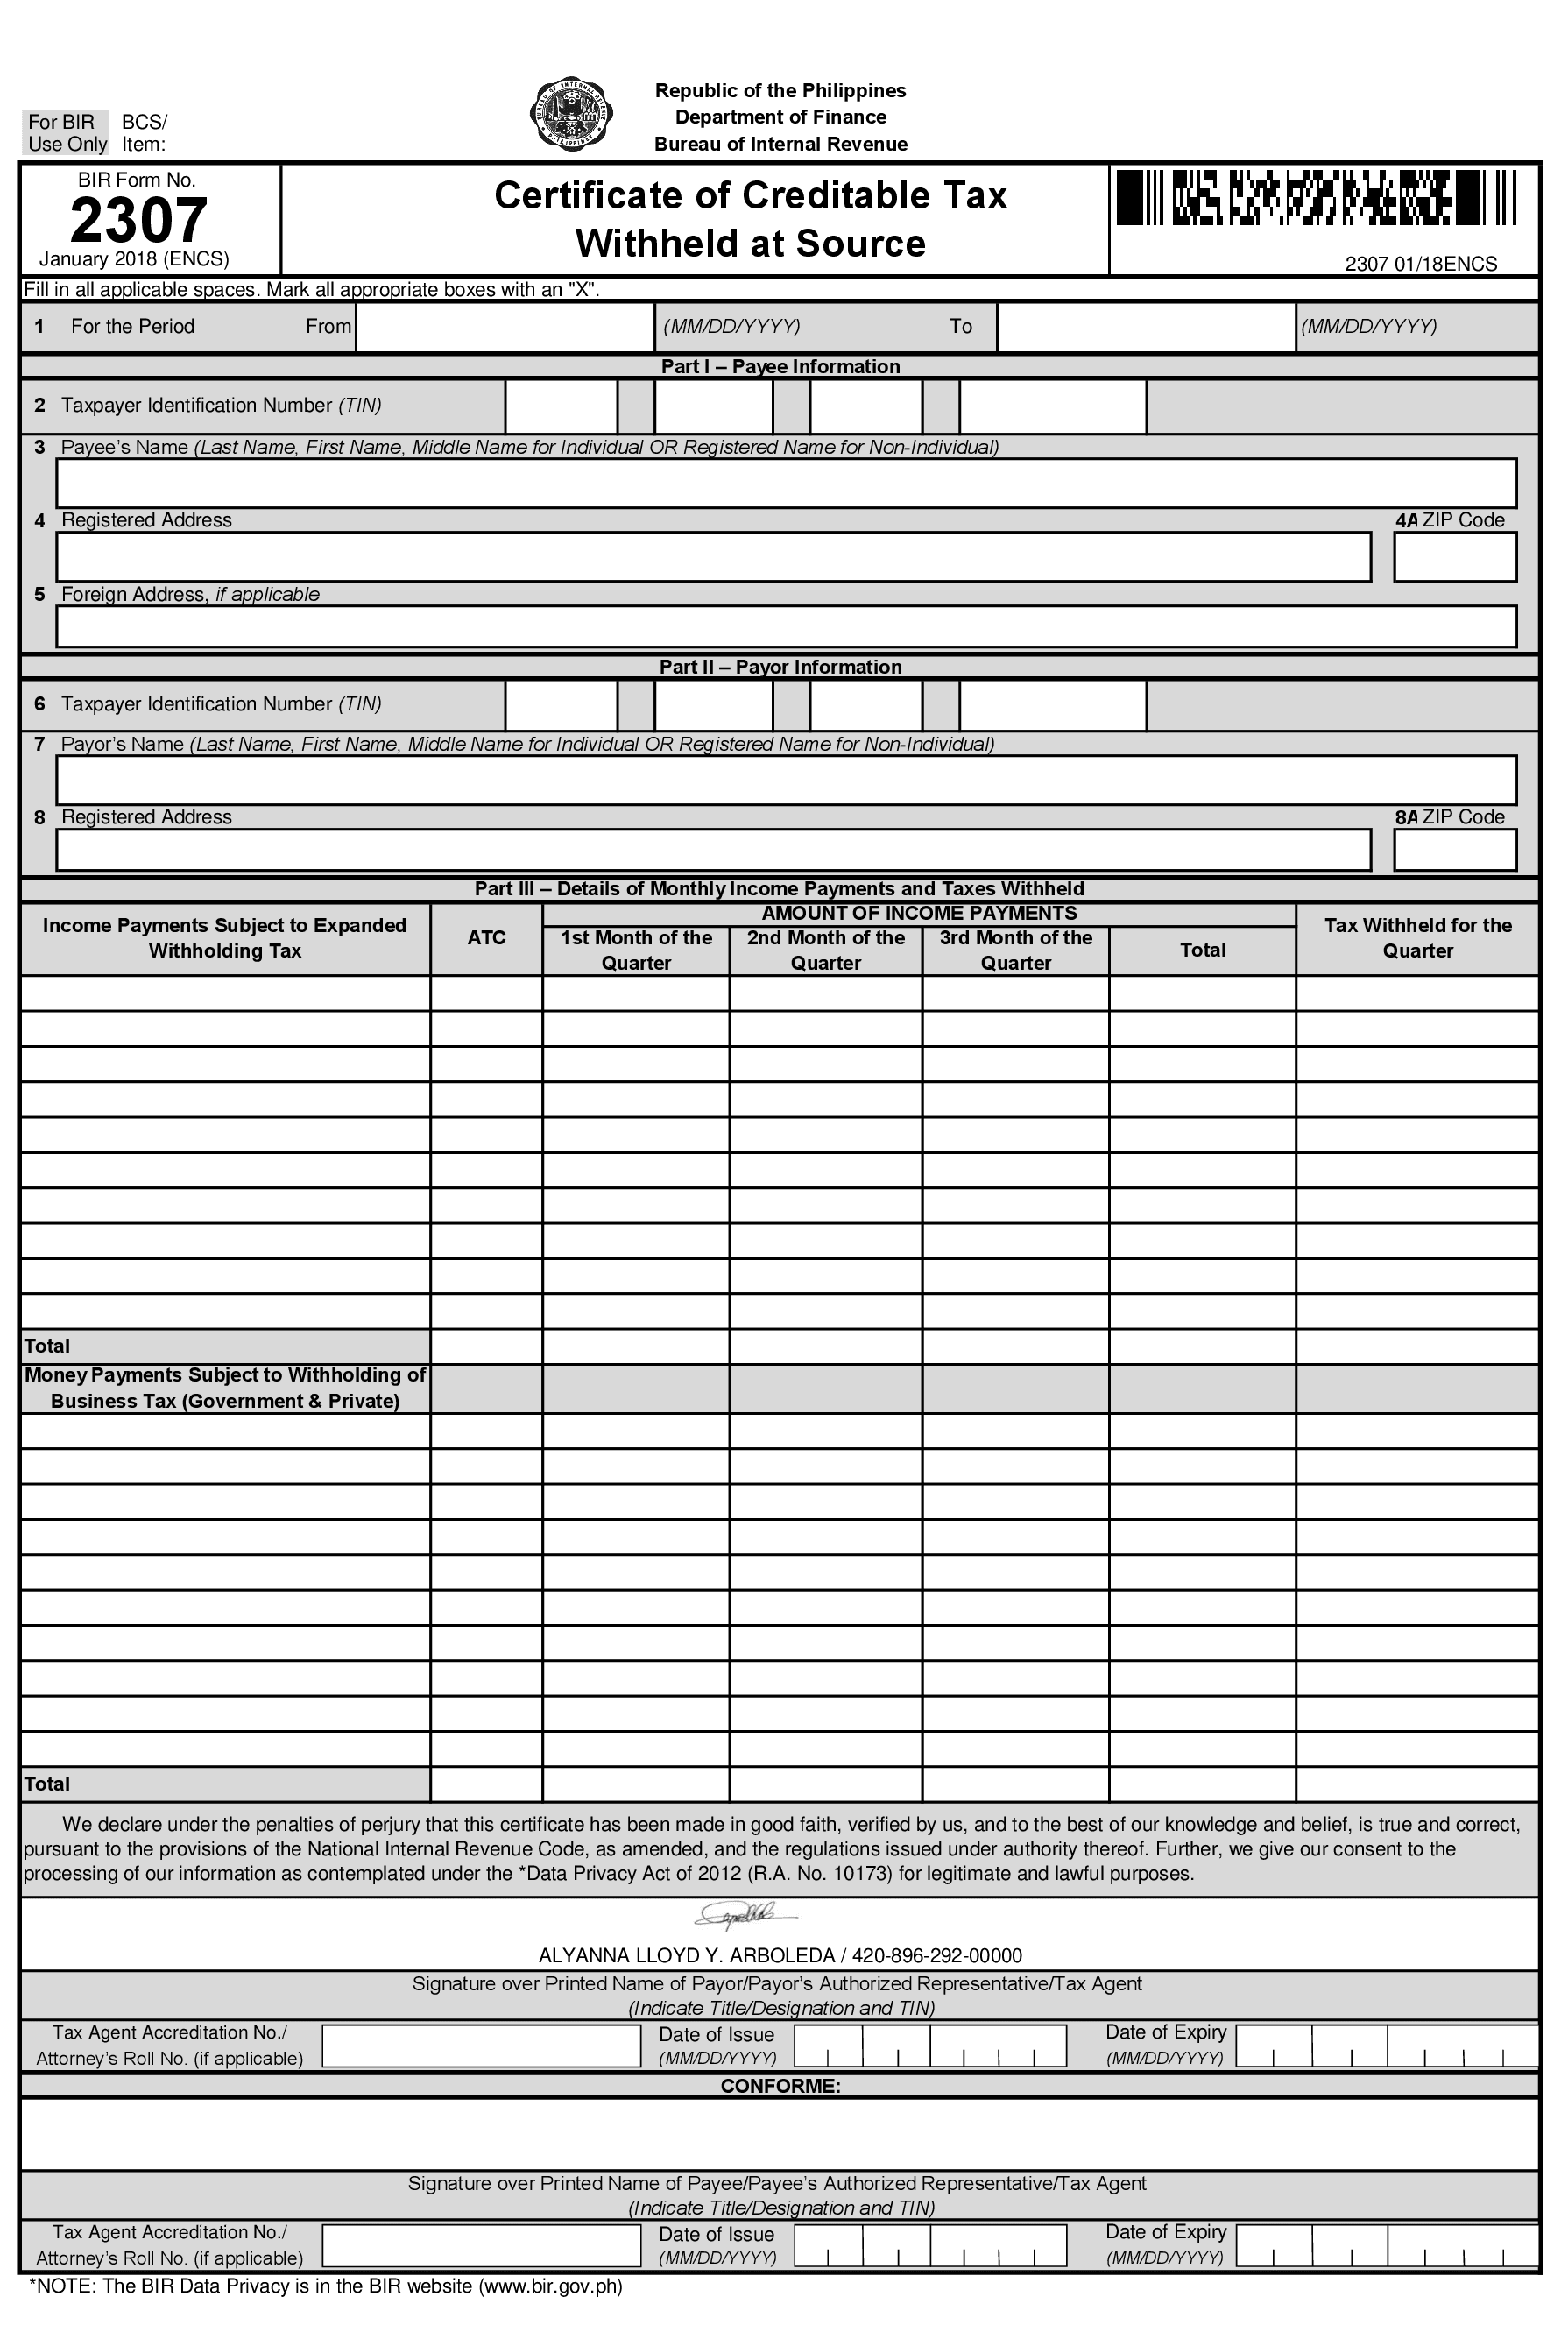 For BIR BCS/
Use Only Item:
Republic of the Philippines
Department of Finance
Bureau of Internal Revenue
BIR Form No.
2307
January 2018 (ENCS)
Certificate of Creditable Tax
Withheld at Source
2307 01/18ENCS
Fill in all applicable spaces. Mark all appropriate boxes with an "X".
1 For the Period From (MM/DD/YYYY) To (MM/DD/YYYY)
Part I – Payee Information
2 Taxpayer Identification Number (TIN)
3 Payee’s Name (Last Name, First Name, Middle Name for Individual OR Registered Name for Non-Individual)
4 Registered Address 4A ZIP Code
5 Foreign Address, if applicable
Part II – Payor Information
6 Taxpayer Identification Number (TIN)
7 Payor’s Name (Last Name, First Name, Middle Name for Individual OR Registered Name for Non-Individual)
8 Registered Address 8A ZIP Code
Part III – Details of Monthly Income Payments and Taxes Withheld
Income Payments Subject to Expanded
Withholding Tax
ATC
AMOUNT OF INCOME PAYMENTS
1st Month of the
Quarter
2nd Month of the
Quarter
3rd Month of the
Quarter
Total
Tax Withheld for the
Quarter
Total
Money Payments Subject to Withholding of
Business Tax (Government & Private)
Total
We declare under the penalties of perjury that this certificate has been made in good faith, verified by us, and to the best of our knowledge and belief, is true and correct,
pursuant to the provisions of the National Internal Revenue Code, as amended, and the regulations issued under authority thereof. Further, we give our consent to the
processing of our information as contemplated under the *Data Privacy Act of 2012 (R.A. No. 10173) for legitimate and lawful purposes.
ALYANNA LLOYD Y. ARBOLEDA / 420-896-292-00000
Signature over Printed Name of Payor/Payor’s Authorized Representative/Tax Agent
(Indicate Title/Designation and TIN)
Tax Agent Accreditation No./
Attorney’s Roll No. (if applicable)
Date of Issue
(MM/DD/YYYY)
Date of Expiry
(MM/DD/YYYY)
CONFORME:
Signature over Printed Name of Payee/Payee’s Authorized Representative/Tax Agent
(Indicate Title/Designation and TIN)
Tax Agent Accreditation No./
Attorney’s Roll No. (if applicable)
Date of Issue
(MM/DD/YYYY)
Date of Expiry
(MM/DD/YYYY)
*NOTE: The BIR Data Privacy is in the BIR website (www.bir.gov.ph)